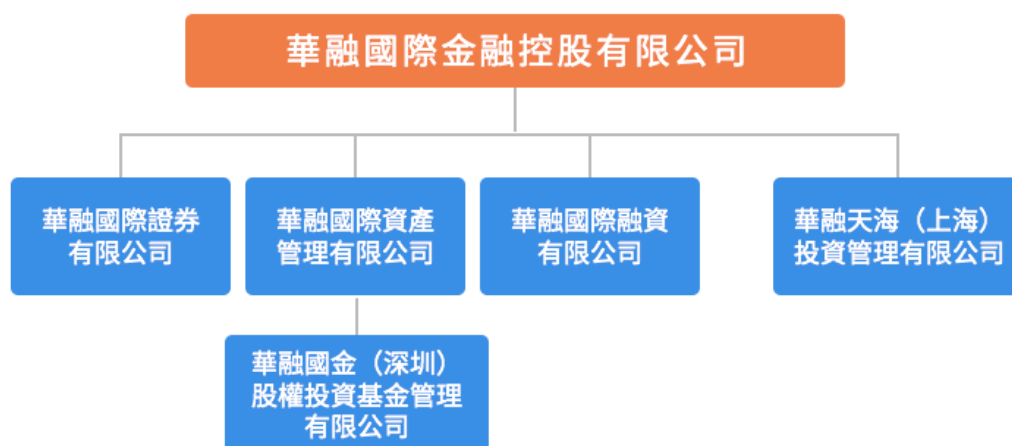 華融國際金融控股有限公司
華融國際證券
有限公司
華融國際資產
管理有限公司
華融國際融資
有限公司
華融天海（上海）
投資管理有限公司
華融國金（深圳）
股權投資基金管理
有限公司